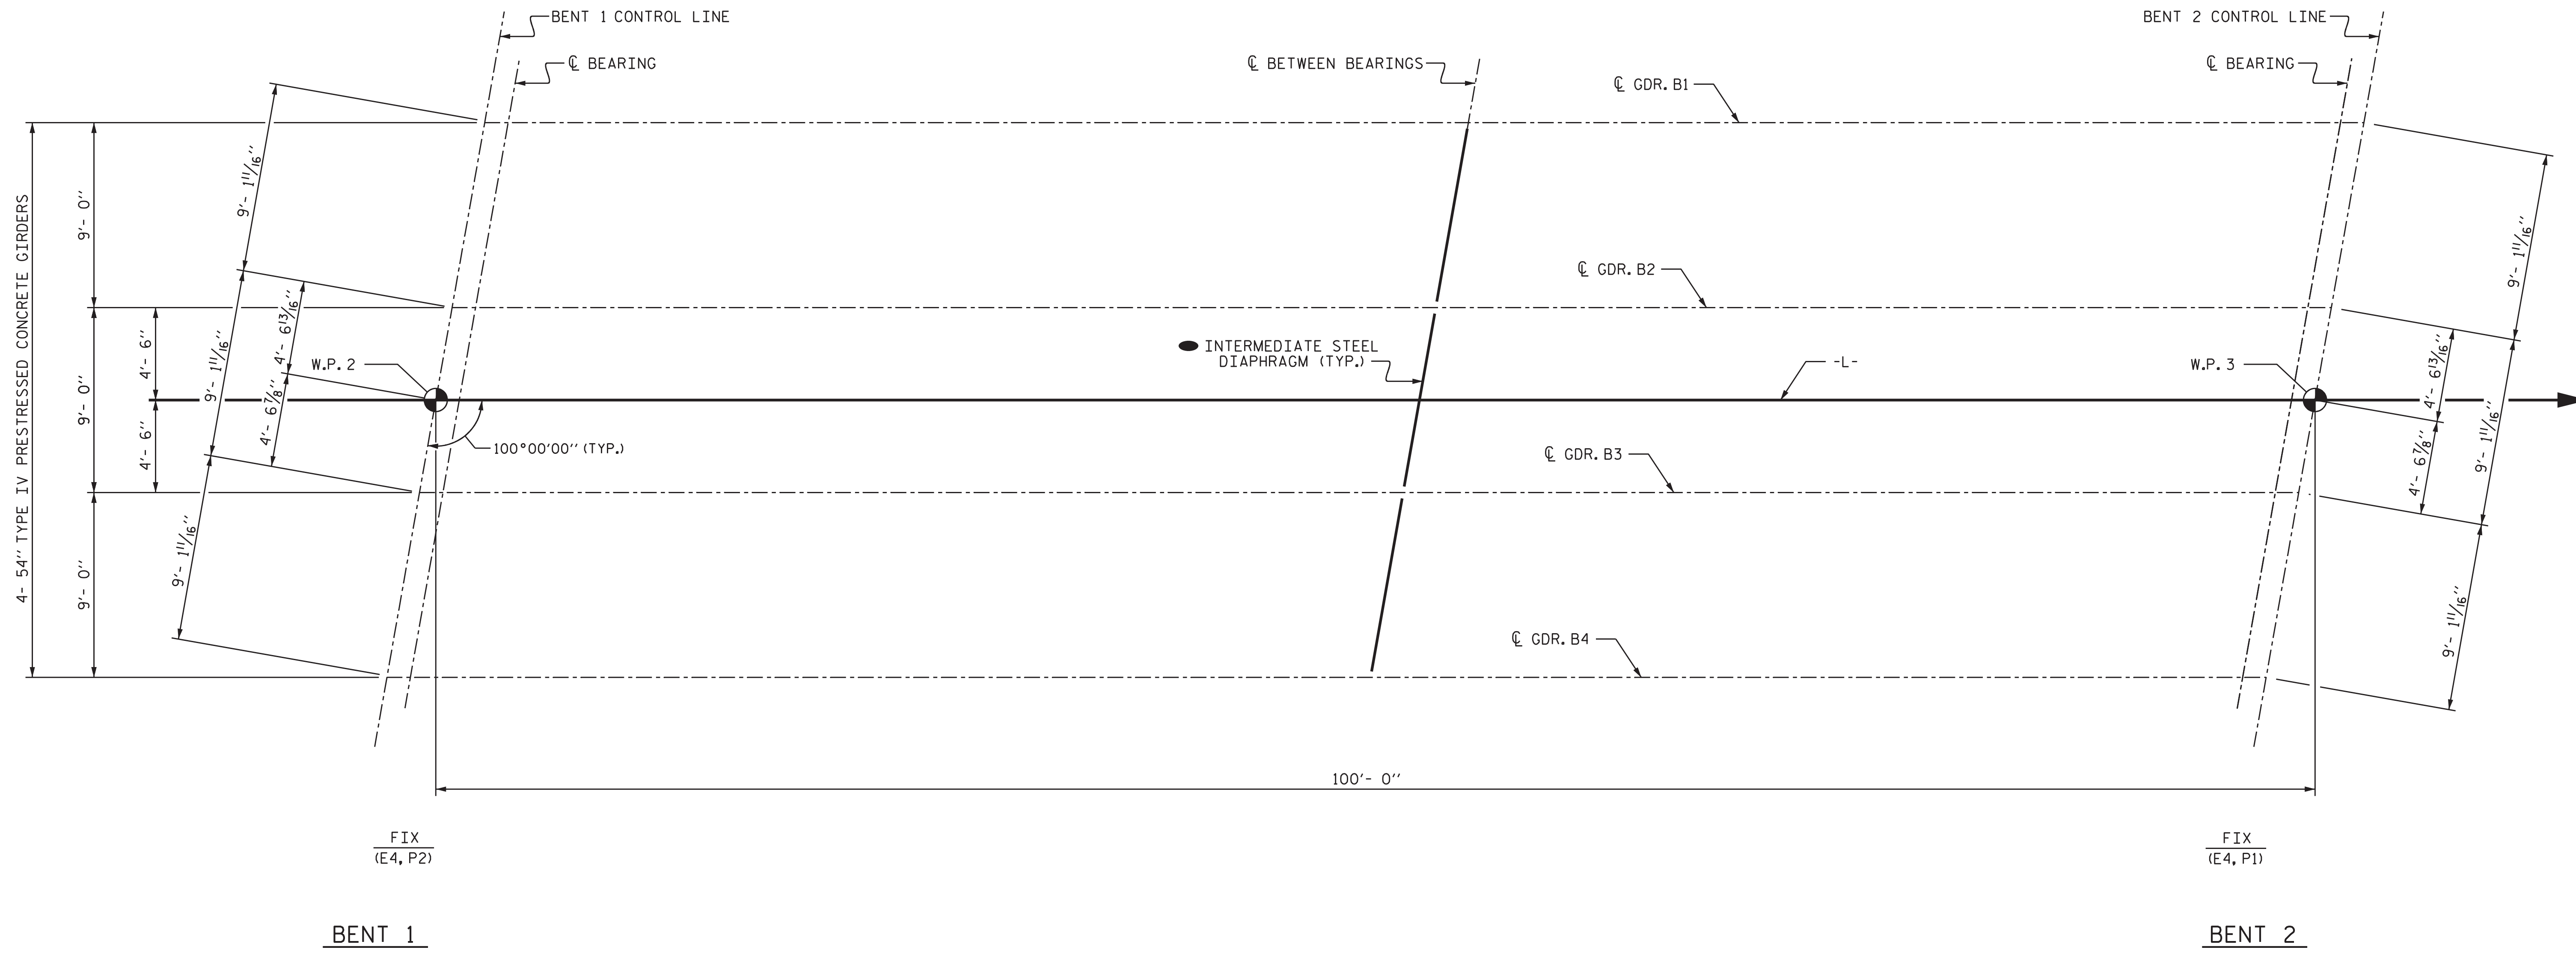 BENT 1 CONTROL LINE
BENT 2 CONTROL LINE
℄ BEARING
℄ BETWEEN BEARINGS
℄ BEARING
℄ GDR. B1
9'- 1 11/16"
9'- 0"
4- 54" TYPE IV PRESTRESSED CONCRETE GIRDERS
9'- 1 11/16"
℄ GDR. B2
4'- 6 13/16"
4'- 6"
9'- 1 11/16"
INTERMEDIATE STEEL
DIAPHRAGM (TYP.)
W.P. 2
-L-
W.P. 3
4'- 6 13/16"
9'- 0"
4'- 6 7/8"
9'- 1 11/16"
4'- 6"
100°00'00" (TYP.)
℄ GDR. B3
4'- 6 7/8"
9'- 1 11/16"
9'- 0"
9'- 1 11/16"
℄ GDR. B4
100'- 0"
FIX
(E4, P2)
FIX
(E4, P1)
BENT 1
BENT 2